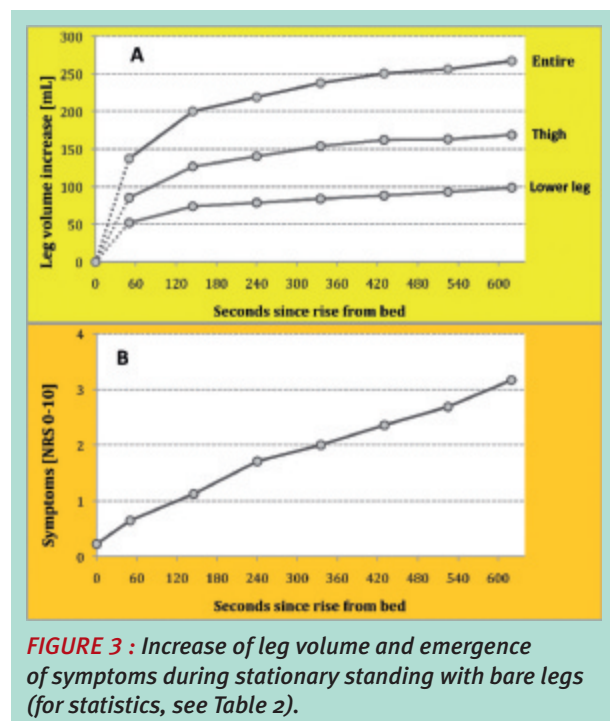 A
Leg volume increase [mL]
300
250
200
150
100
50
0
Entire
Thigh
Lower leg
0 60 120 180 240 300 360 420 480 540 600
Seconds since rise from bed
B
Symptoms [NRS 0-10]
4
3
2
1
0
0 60 120 180 240 300 360 420 480 540 600
Seconds since rise from bed
FIGURE 3 : Increase of leg volume and emergence
of symptoms during stationary standing with bare legs
(for statistics, see Table 2).